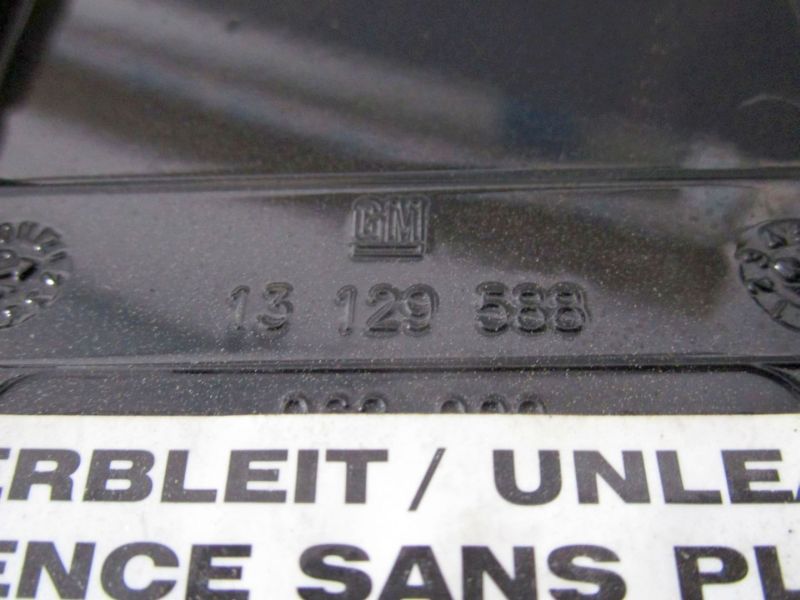 GM
13 129 588
ERBLEIT / UNLEA
ENCE SANS PL